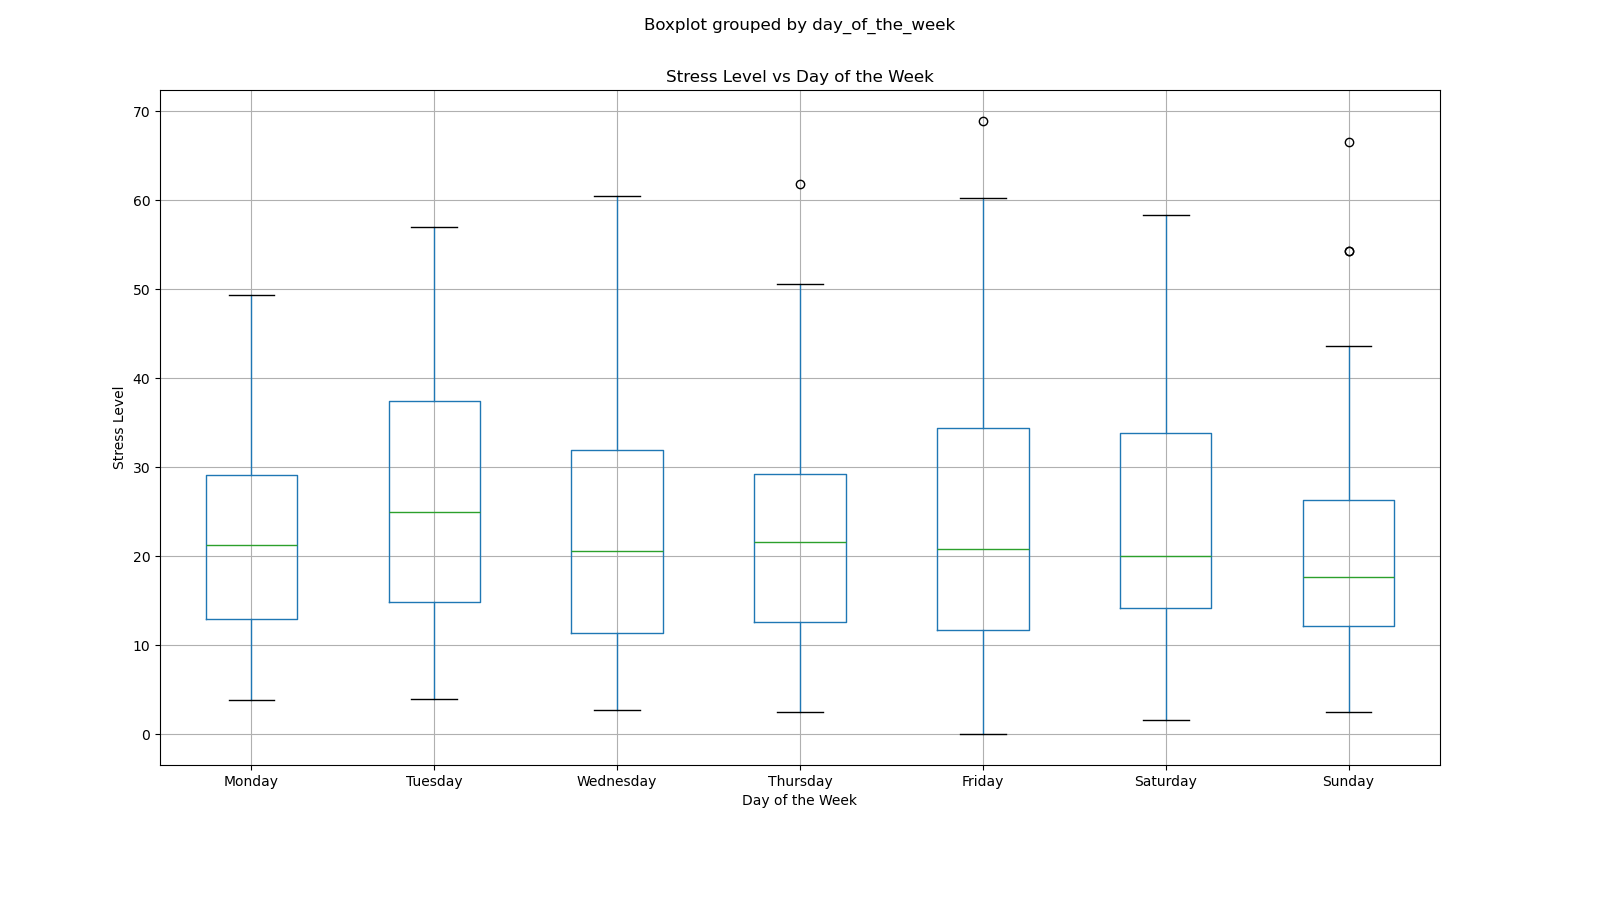 Boxplot grouped by day_of_the_week
Stress Level vs Day of the Week
70
60
50
40
30
20
10
0
Stress Level
Monday Tuesday Wednesday Thursday Friday Saturday Sunday
Day of the Week